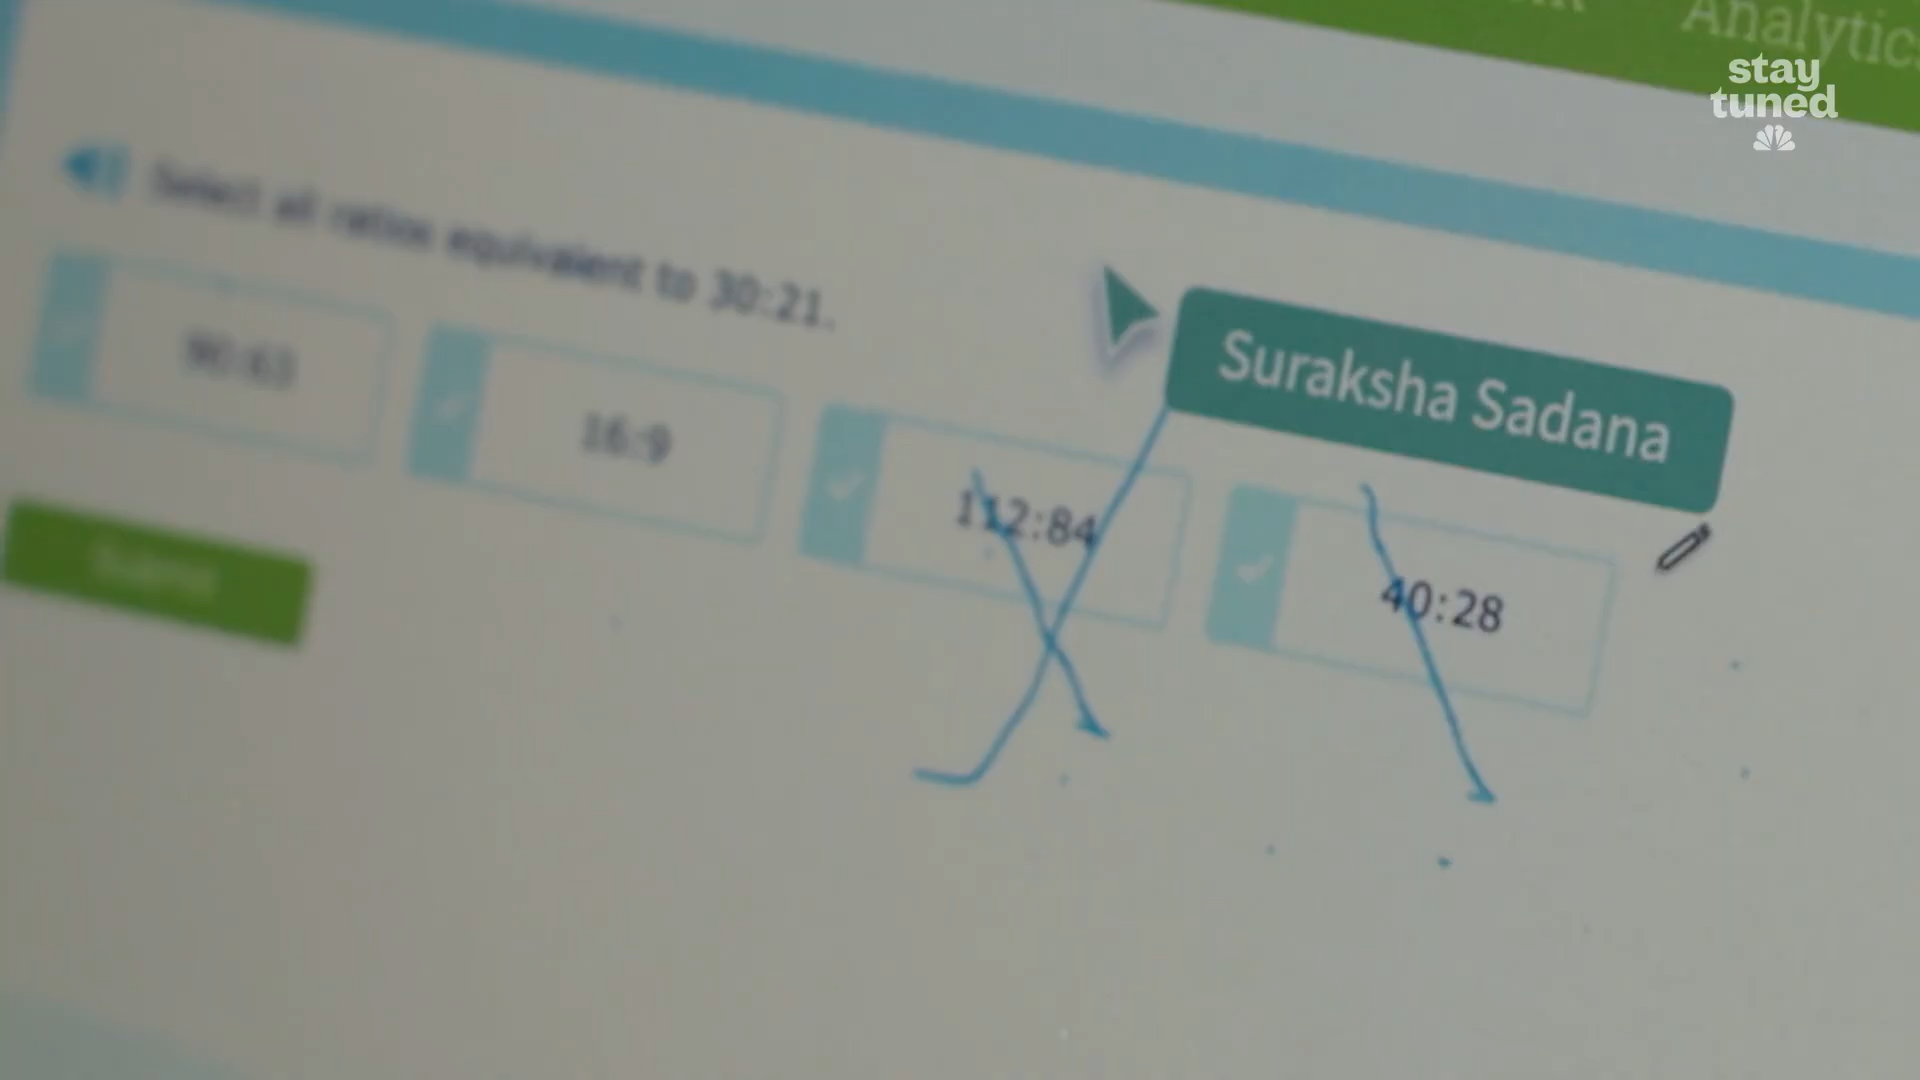 Analytics
stay
tuned
Select all ratios equivalent to 30:21.
Suraksha Sadana
90:63
16:9
112:84
40:28
Submit